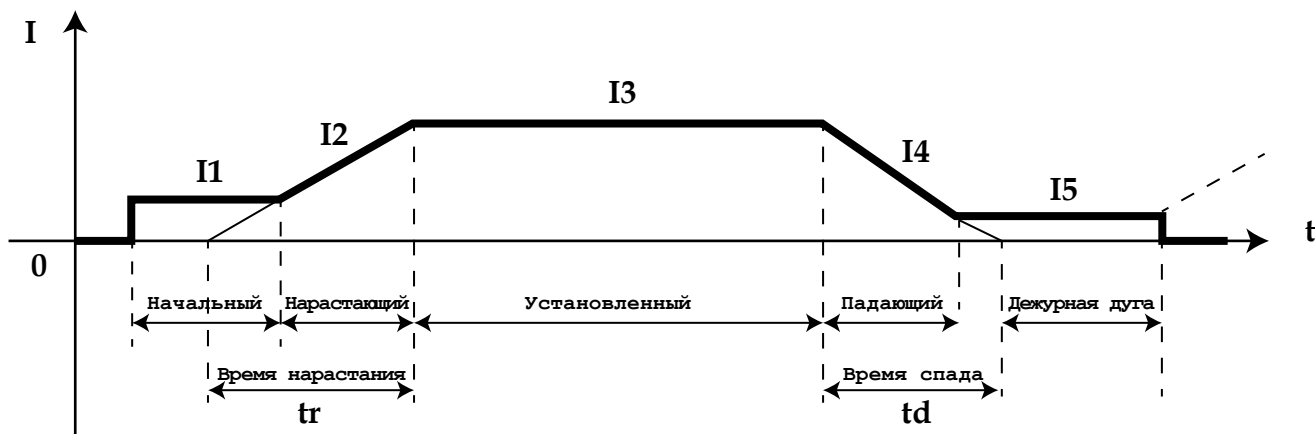 I
I3
I2
I4
I1
I5
t
0
Начальный
Нарастающий
Установленный
Падающий
Дежурная дуга
Время нарастания
Время спада
tr
td